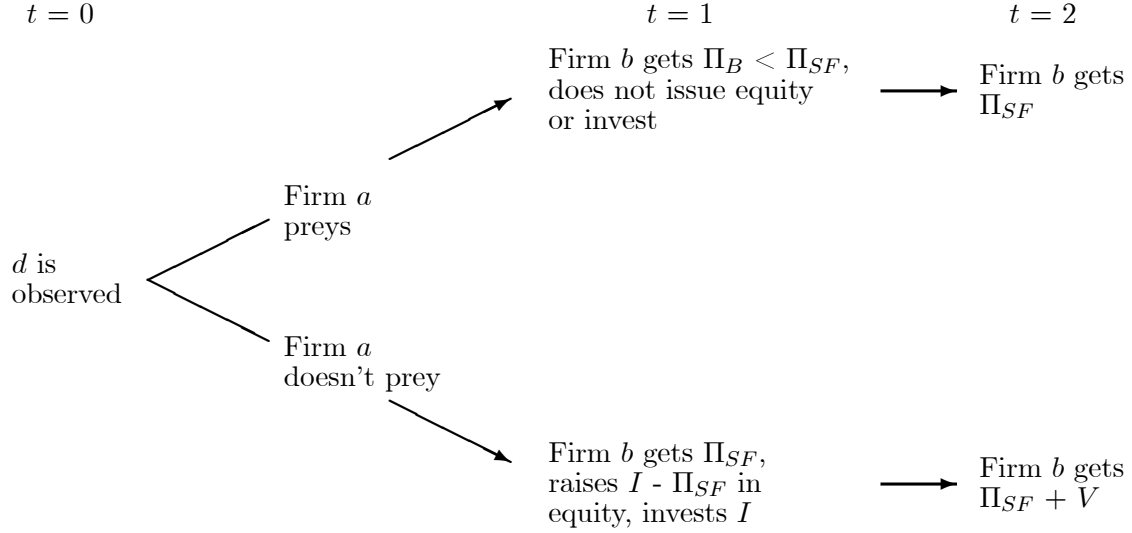 t = 0
t = 1
t = 2
Firm b gets Π_B < Π_SF,
does not issue equity
or invest
Firm b gets
Π_SF
Firm a
preys
d is
observed
Firm a
doesn't prey
Firm b gets Π_SF,
raises I - Π_SF in
equity, invests I
Firm b gets
Π_SF + V